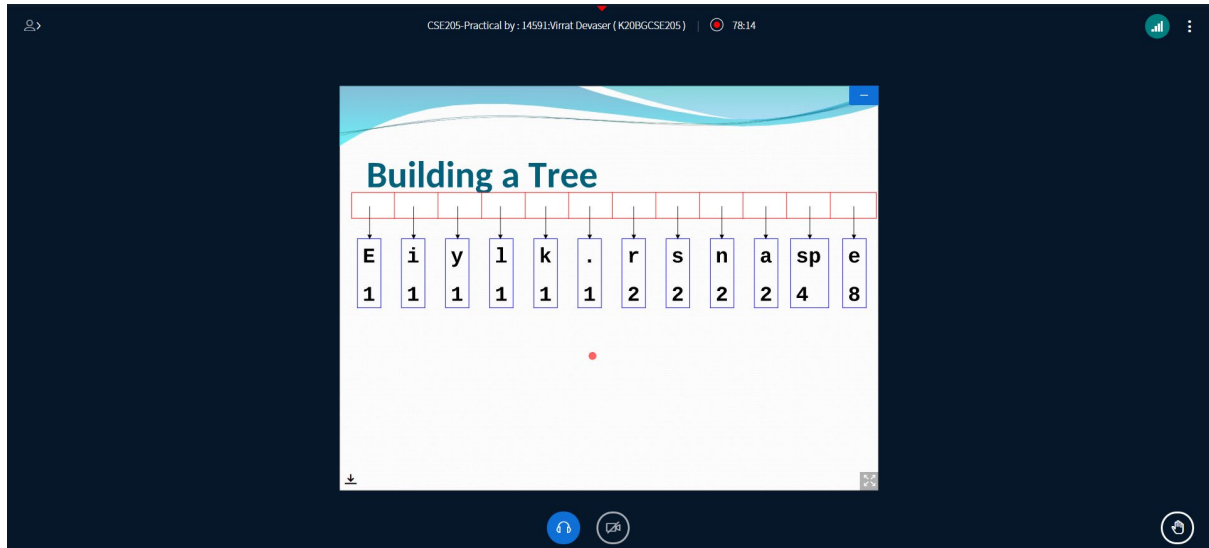 CSE205-Practical by : 14591:Virrat Devaser ( K20BGCSE205 ) | 78:14
Building a Tree
E i y l k . r s n a sp e
1 1 1 1 1 1 2 2 2 2 4 8